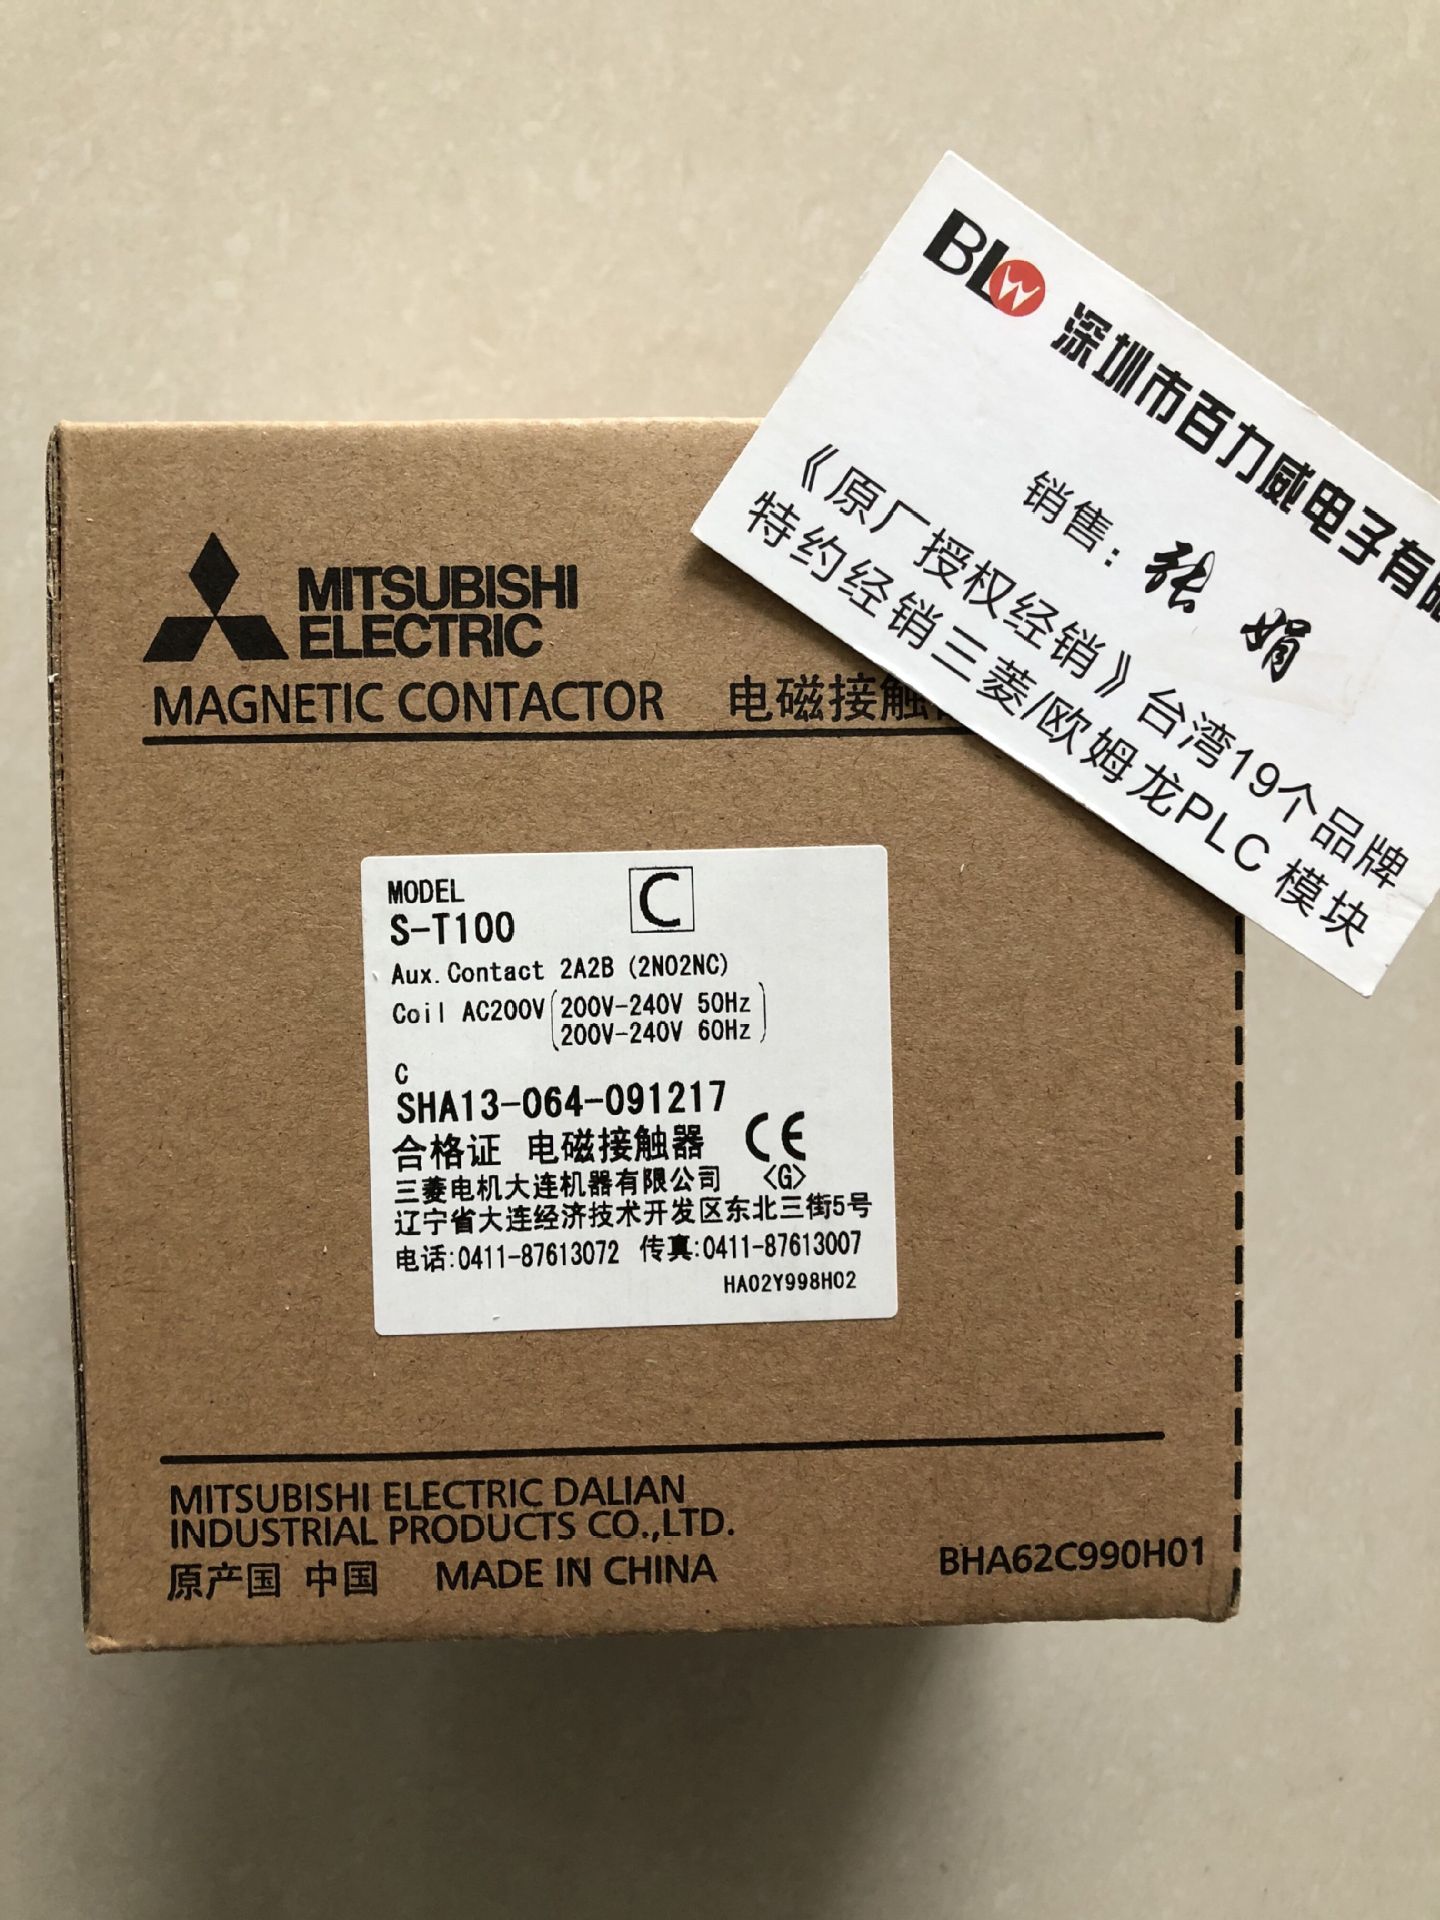 BLW
深圳市百力威电子有限
销售: 张娟
《原厂授权经销》台湾19个品牌
特约经销三菱/欧姆龙PLC模块
MITSUBISHI
ELECTRIC
MAGNETIC CONTACTOR 电磁接触
MODEL
S-T100
C
Aux.Contact 2A2B (2NO2NC)
Coil AC200V (200V-240V 50Hz
200V-240V 60Hz)
C
SHA13-064-091217
合格证 电磁接触器 CE
三菱电机大连机器有限公司 <G>
辽宁省大连经济技术开发区东北三街5号
电话:0411-87613072 传真:0411-87613007
HA02Y998H02
MITSUBISHI ELECTRIC DALIAN
INDUSTRIAL PRODUCTS CO.,LTD.
原产国 中国 MADE IN CHINA
BHA62C990H01